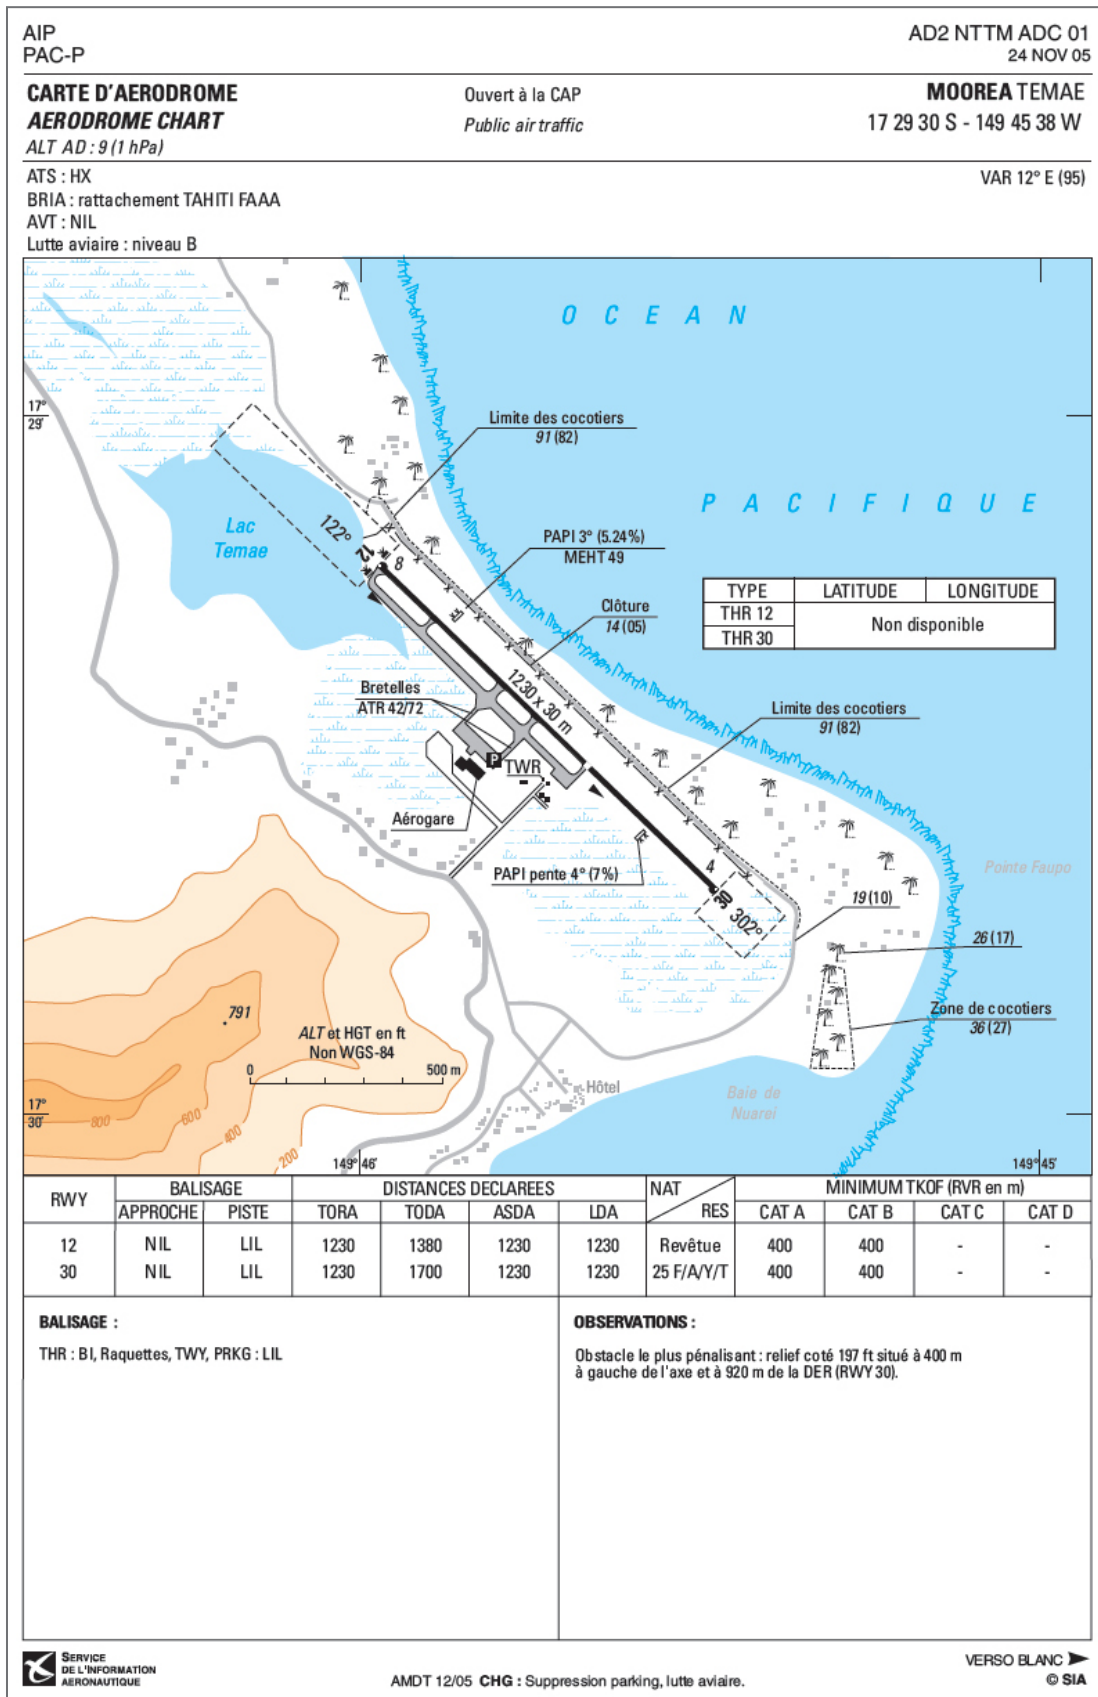 AIP
PAC-P
AD2 NTTM ADC 01
24 NOV 05
CARTE D'AERODROME
AERODROME CHART
ALT AD : 9 (1 hPa)
Ouvert à la CAP
Public air traffic
MOOREA TEMAE
17 29 30 S - 149 45 38 W
ATS : HX
BRIA : rattachement TAHITI FAAA
AVT : NIL
Lutte aviaire : niveau B
VAR 12° E (95)
OCEAN
17°
29'
Limite des cocotiers
91 (82)
PACIFIQUE
Lac
Temae
122°
12
8
PAPI 3° (5.24%)
MEHT 49
TYPE LATITUDE LONGITUDE
THR 12
THR 30
Non disponible
Clôture
14 (05)
Bretelles
ATR 42/72
1230 x 30 m
Limite des cocotiers
91 (82)
P
TWR
Aérogare
PAPI pente 4° (7%)
4
30
302°
Pointe Faupo
19 (10)
26 (17)
Zone de cocotiers
36 (27)
791
ALT et HGT en ft
Non WGS-84
0 500 m
Hôtel
Baie de
Nuarei
17°
30'
800
600
400
200
149° 46'
149° 45'
RWY BALISAGE DISTANCES DECLAREES NAT RES MINIMUM TKOF (RVR en m)
APPROCHE PISTE TORA TODA ASDA LDA CAT A CAT B CAT C CAT D
12 NIL LIL 1230 1380 1230 1230 Revêtue 400 400 - -
30 NIL LIL 1230 1700 1230 1230 25 F/A/Y/T 400 400 - -
BALISAGE :
THR : BI, Raquettes, TWY, PRKG : LIL
OBSERVATIONS :
Obstacle le plus pénalisant : relief coté 197 ft situé à 400 m
à gauche de l'axe et à 920 m de la DER (RWY 30).
SERVICE
DE L'INFORMATION
AERONAUTIQUE
AMDT 12/05 CHG : Suppression parking, lutte aviaire.
VERSO BLANC
© SIA